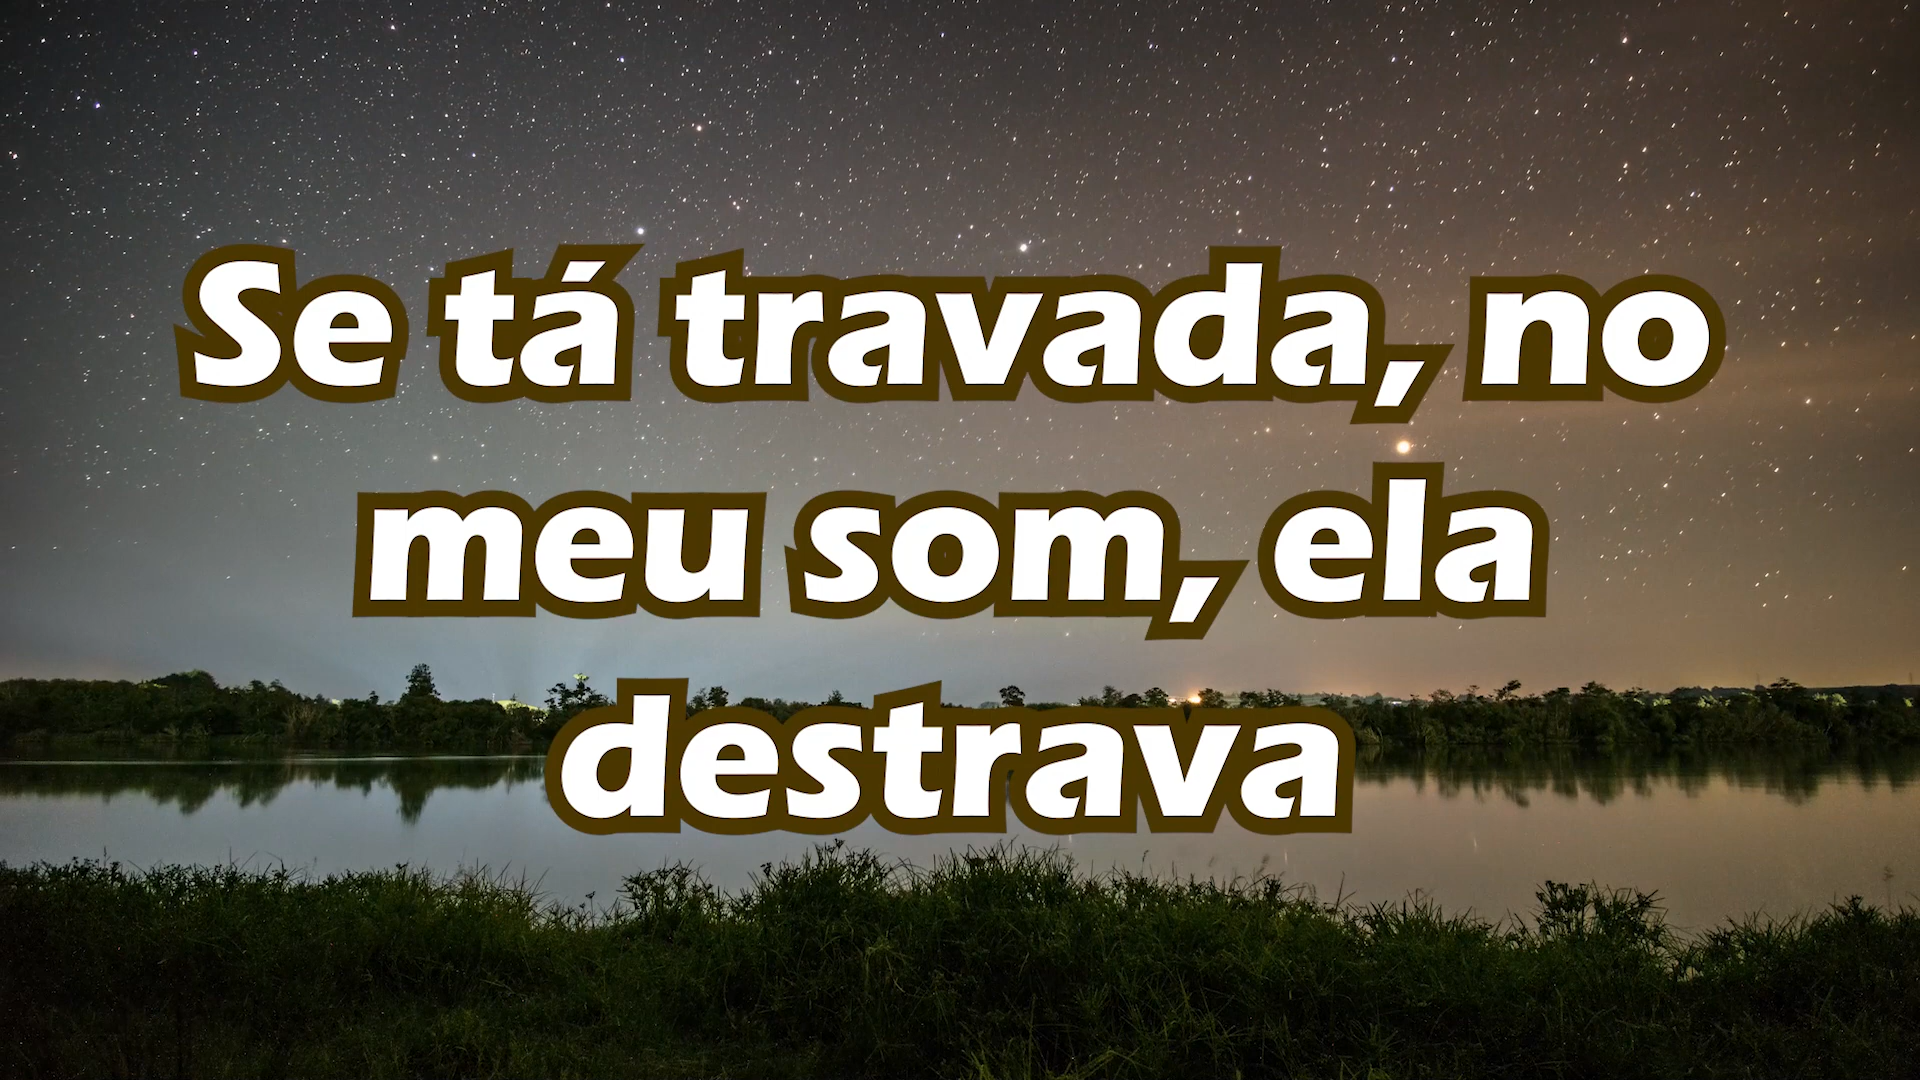 Se tá travada, no
meu som, ela
destrava